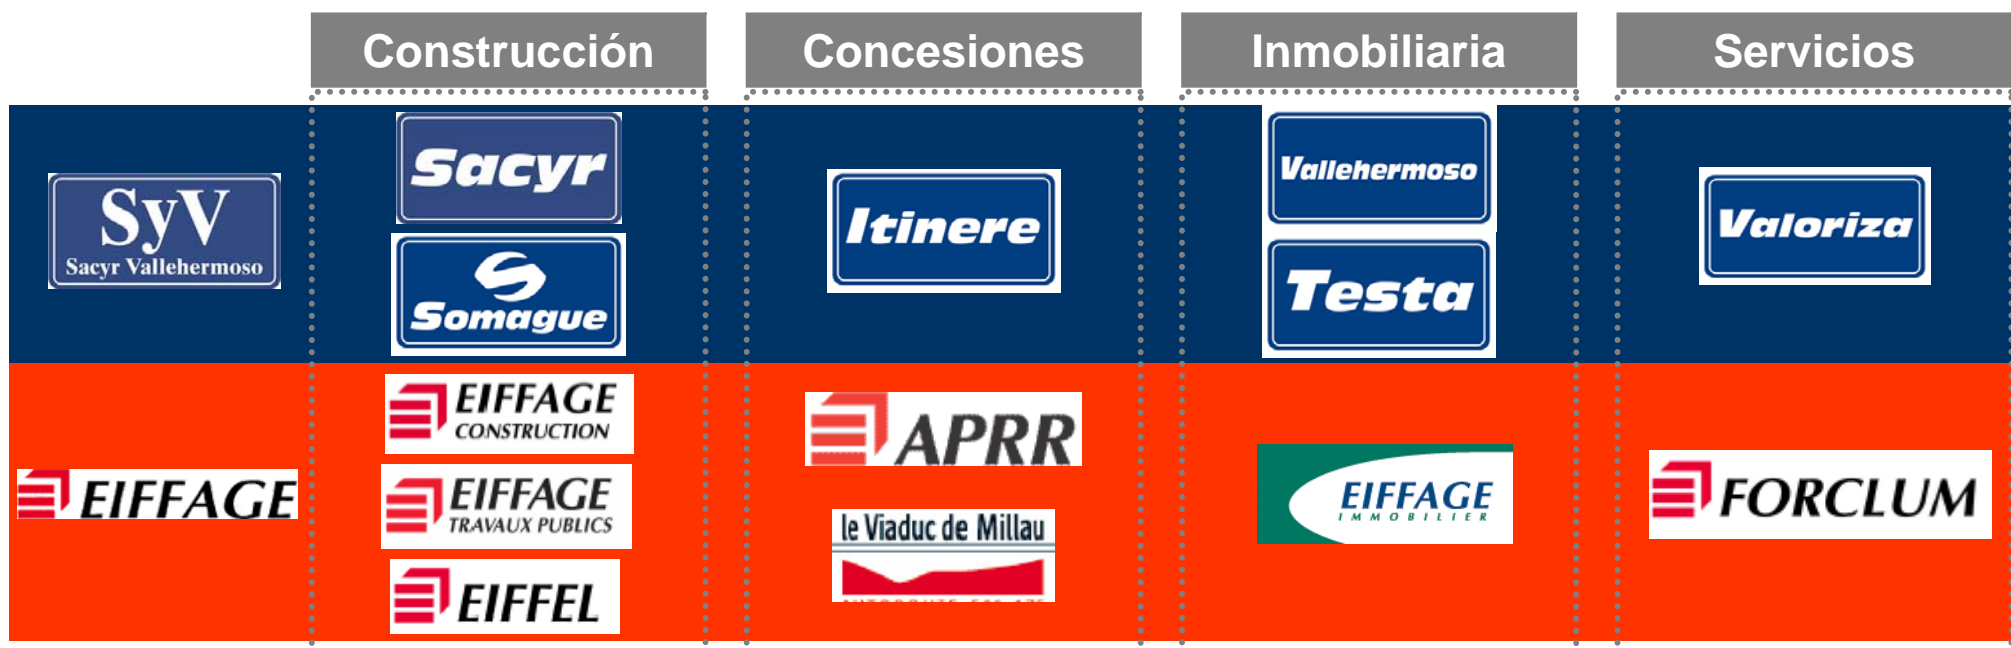 Construcción
Concesiones
Inmobiliaria
Servicios
SyV
Sacyr Vallehermoso
Sacyr
Somague
Itinere
Vallehermoso
Testa
Valoriza
EIFFAGE
EIFFAGE
CONSTRUCTION
EIFFAGE
TRAVAUX PUBLICS
EIFFEL
APRR
le Viaduc de Millau
EIFFAGE
IMMOBILIER
FORCLUM